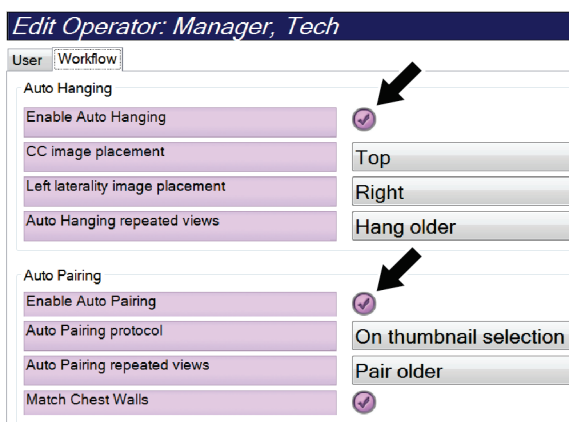 Edit Operator: Manager, Tech
User Workflow
Auto Hanging
Enable Auto Hanging
CC image placement Top
Left laterality image placement Right
Auto Hanging repeated views Hang older
Auto Pairing
Enable Auto Pairing
Auto Pairing protocol On thumbnail selection
Auto Pairing repeated views Pair older
Match Chest Walls